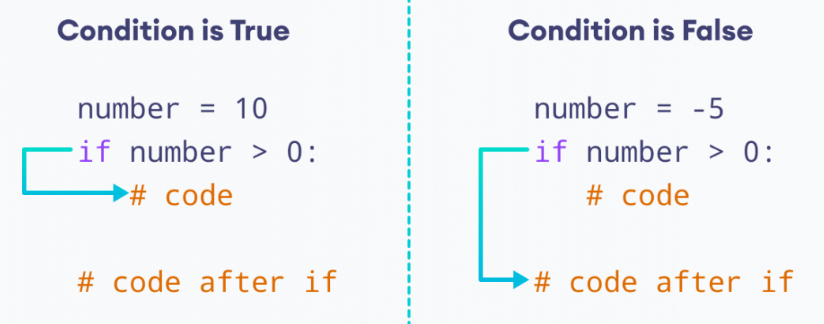 Condition is True
number = 10
if number > 0:
# code
# code after if
Condition is False
number = -5
if number > 0:
# code
# code after if